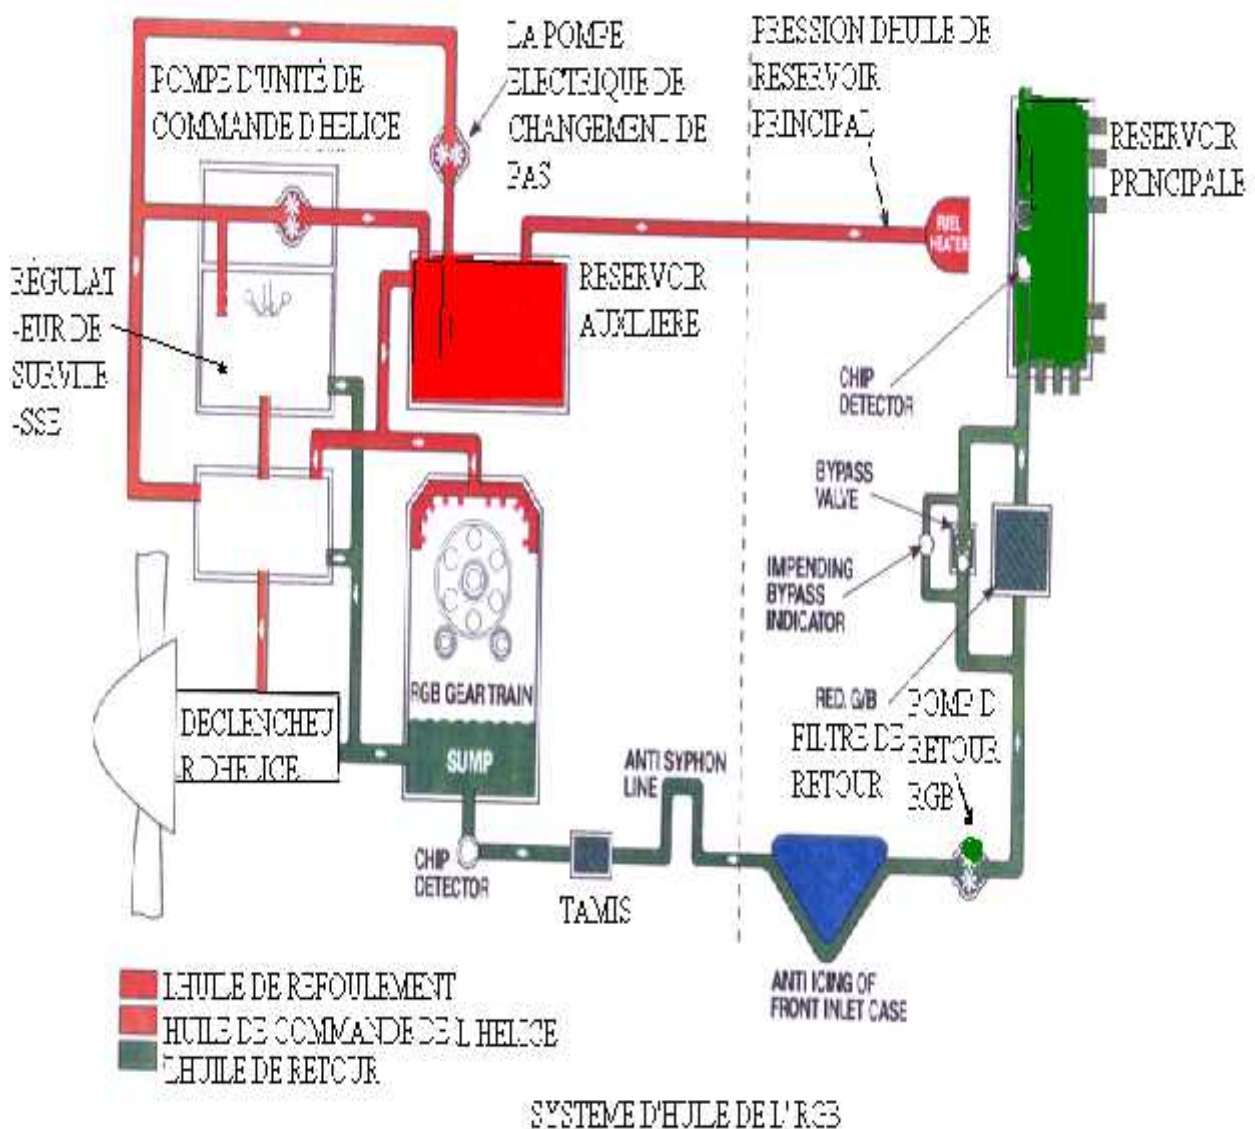 POMPE D'UNITÉ DE
COMMANDE D'HELICE
LA POMPE
ELECTRIQUE DE
CHANGEMENT DE
PAS
PRESSION D'HUILE DE
RESERVOIR
PRINCIPAL
RESERVOIR
PRINCIPALE
FUEL
HEATER
RÉGULAT
-EUR DE
SURVITE
-SSE
RESERVOIR
AUXILIERE
CHIP
DETECTOR
BYPASS
VALVE
IMPENDING
BYPASS
INDICATOR
RGB GEAR TRAIN
SUMP
DECLENCHEU
R D'HELICE
RED. G/B
FILTRE DE
RETOUR
POMP D
RETOUR
RGB
ANTI SYPHON
LINE
CHIP
DETECTOR
TAMIS
ANTI ICING OF
FRONT INLET CASE
L'HUILE DE REFOULEMENT
HUILE DE COMMANDE DE L'HELICE
L'HUILE DE RETOUR
SYSTEME D'HUILE DE L'RGB